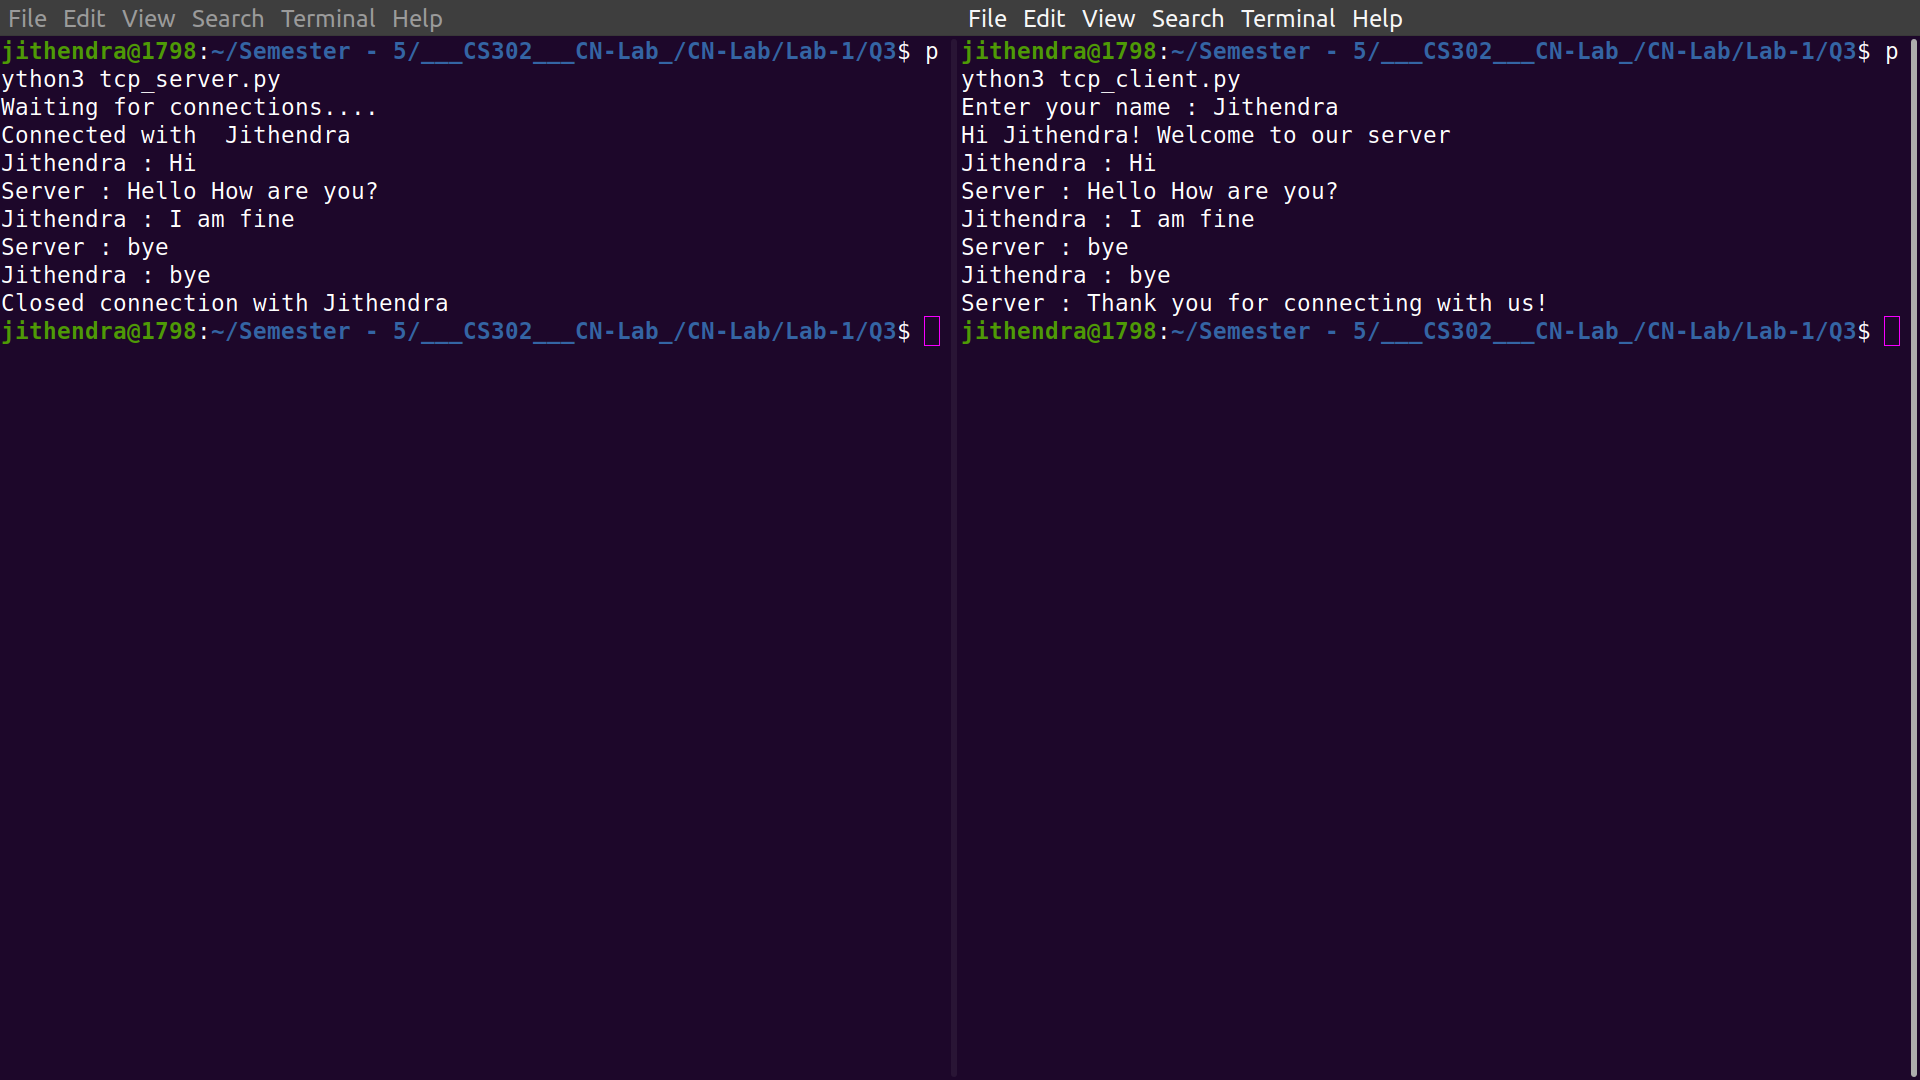 File Edit View Search Terminal Help
jithendra@1798:~/Semester - 5/___CS302___CN-Lab_/CN-Lab/Lab-1/Q3$ p
ython3 tcp_server.py
Waiting for connections....
Connected with  Jithendra
Jithendra : Hi
Server : Hello How are you?
Jithendra : I am fine
Server : bye
Jithendra : bye
Closed connection with Jithendra
jithendra@1798:~/Semester - 5/___CS302___CN-Lab_/CN-Lab/Lab-1/Q3$
File Edit View Search Terminal Help
jithendra@1798:~/Semester - 5/___CS302___CN-Lab_/CN-Lab/Lab-1/Q3$ p
ython3 tcp_client.py
Enter your name : Jithendra
Hi Jithendra! Welcome to our server
Jithendra : Hi
Server : Hello How are you?
Jithendra : I am fine
Server : bye
Jithendra : bye
Server : Thank you for connecting with us!
jithendra@1798:~/Semester - 5/___CS302___CN-Lab_/CN-Lab/Lab-1/Q3$